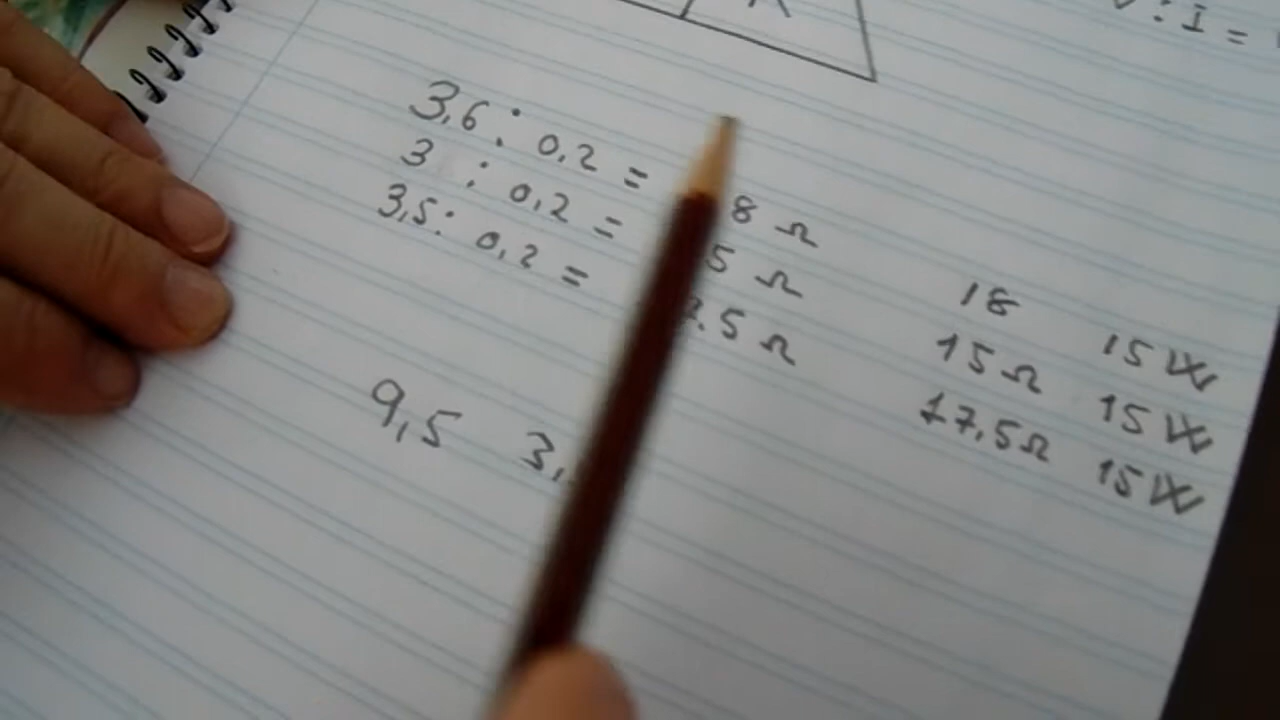 : I =
3,6 : 0,2 = 8 Ω
3 : 0,2 = 5 Ω
3,5 : 0,2 = 7.5 Ω
18 15 W
15 Ω 15 W
17,5 Ω 15 W
9,5 3,